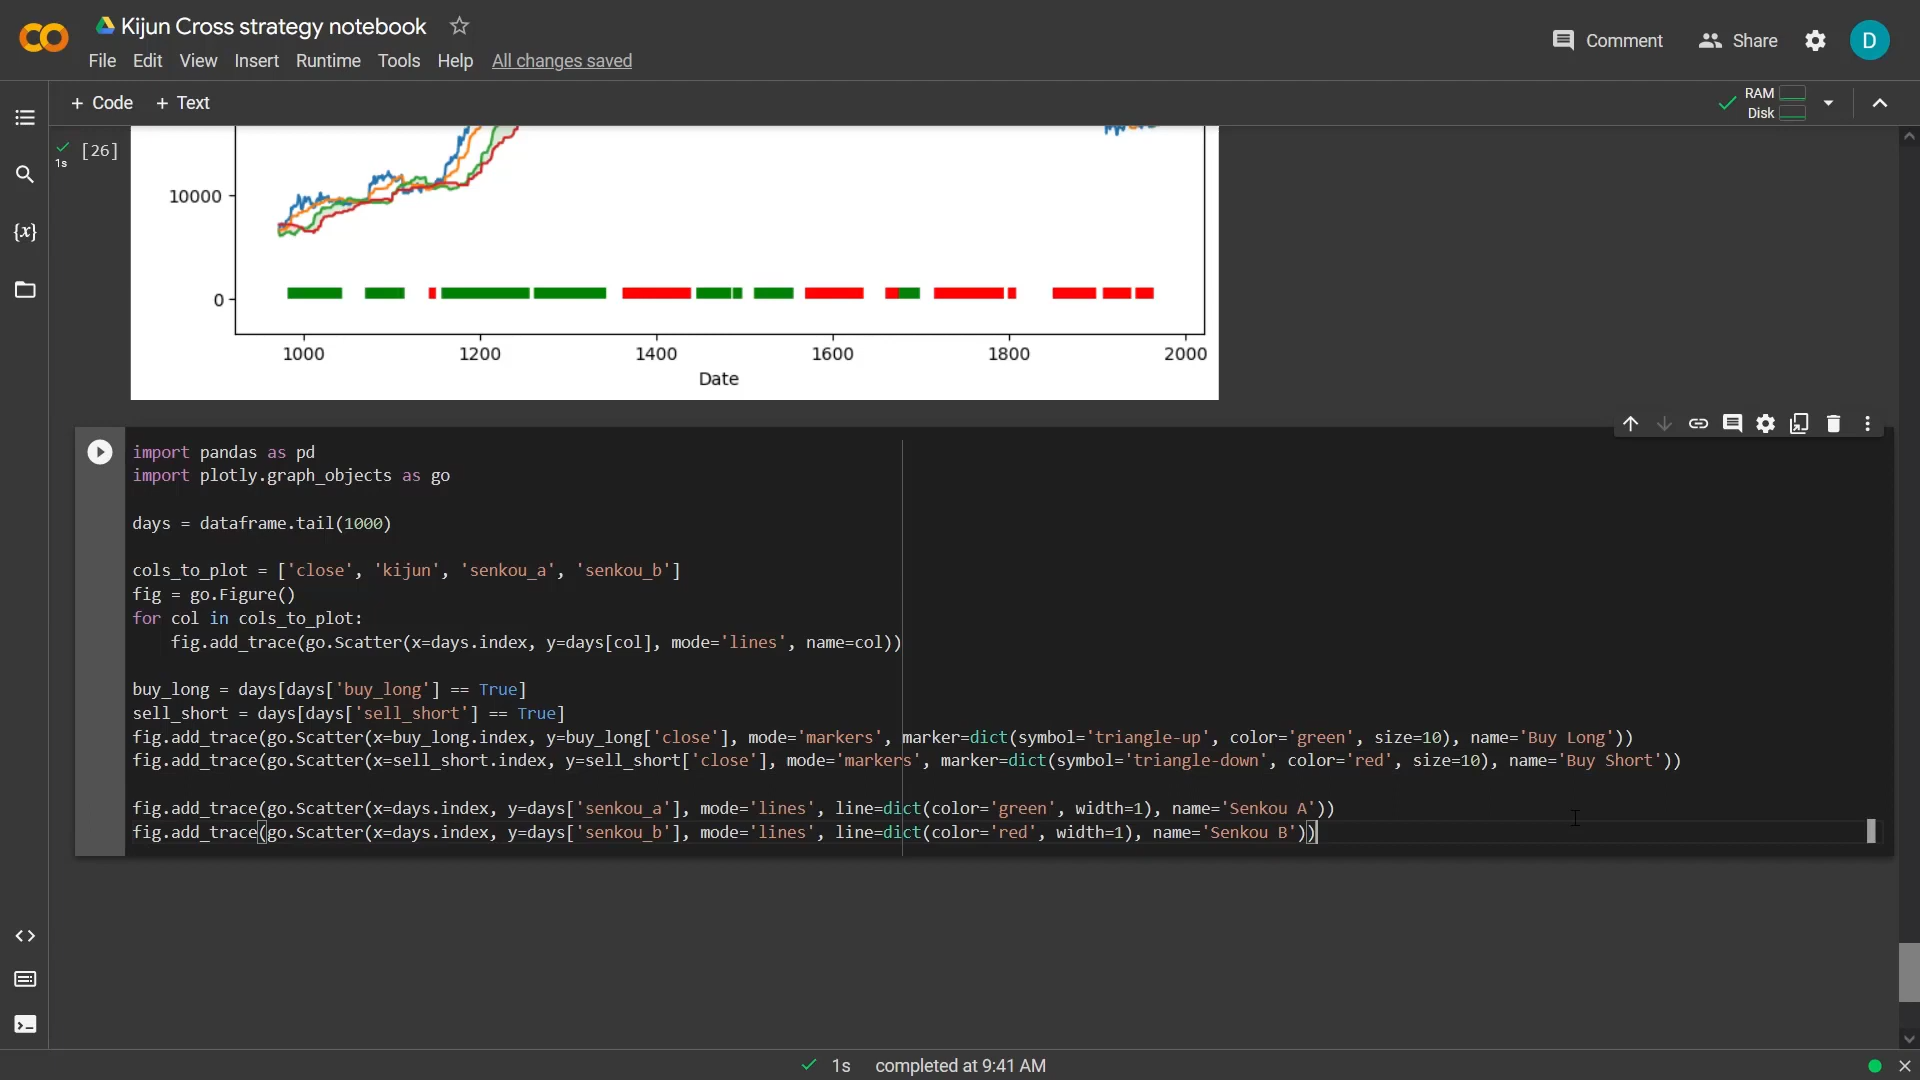 Kijun Cross strategy notebook
File Edit View Insert Runtime Tools Help All changes saved
Comment Share D
+ Code + Text
RAM
Disk
1s [26]
{x}
10000
0
1000 1200 1400 1600 1800 2000
Date
import pandas as pd
import plotly.graph_objects as go
days = dataframe.tail(1000)
cols_to_plot = ['close', 'kijun', 'senkou_a', 'senkou_b']
fig = go.Figure()
for col in cols_to_plot:
    fig.add_trace(go.Scatter(x=days.index, y=days[col], mode='lines', name=col))
buy_long = days[days['buy_long'] == True]
sell_short = days[days['sell_short'] == True]
fig.add_trace(go.Scatter(x=buy_long.index, y=buy_long['close'], mode='markers', marker=dict(symbol='triangle-up', color='green', size=10), name='Buy Long'))
fig.add_trace(go.Scatter(x=sell_short.index, y=sell_short['close'], mode='markers', marker=dict(symbol='triangle-down', color='red', size=10), name='Buy Short'))
fig.add_trace(go.Scatter(x=days.index, y=days['senkou_a'], mode='lines', line=dict(color='green', width=1), name='Senkou A'))
fig.add_trace(go.Scatter(x=days.index, y=days['senkou_b'], mode='lines', line=dict(color='red', width=1), name='Senkou B'))
1s completed at 9:41 AM